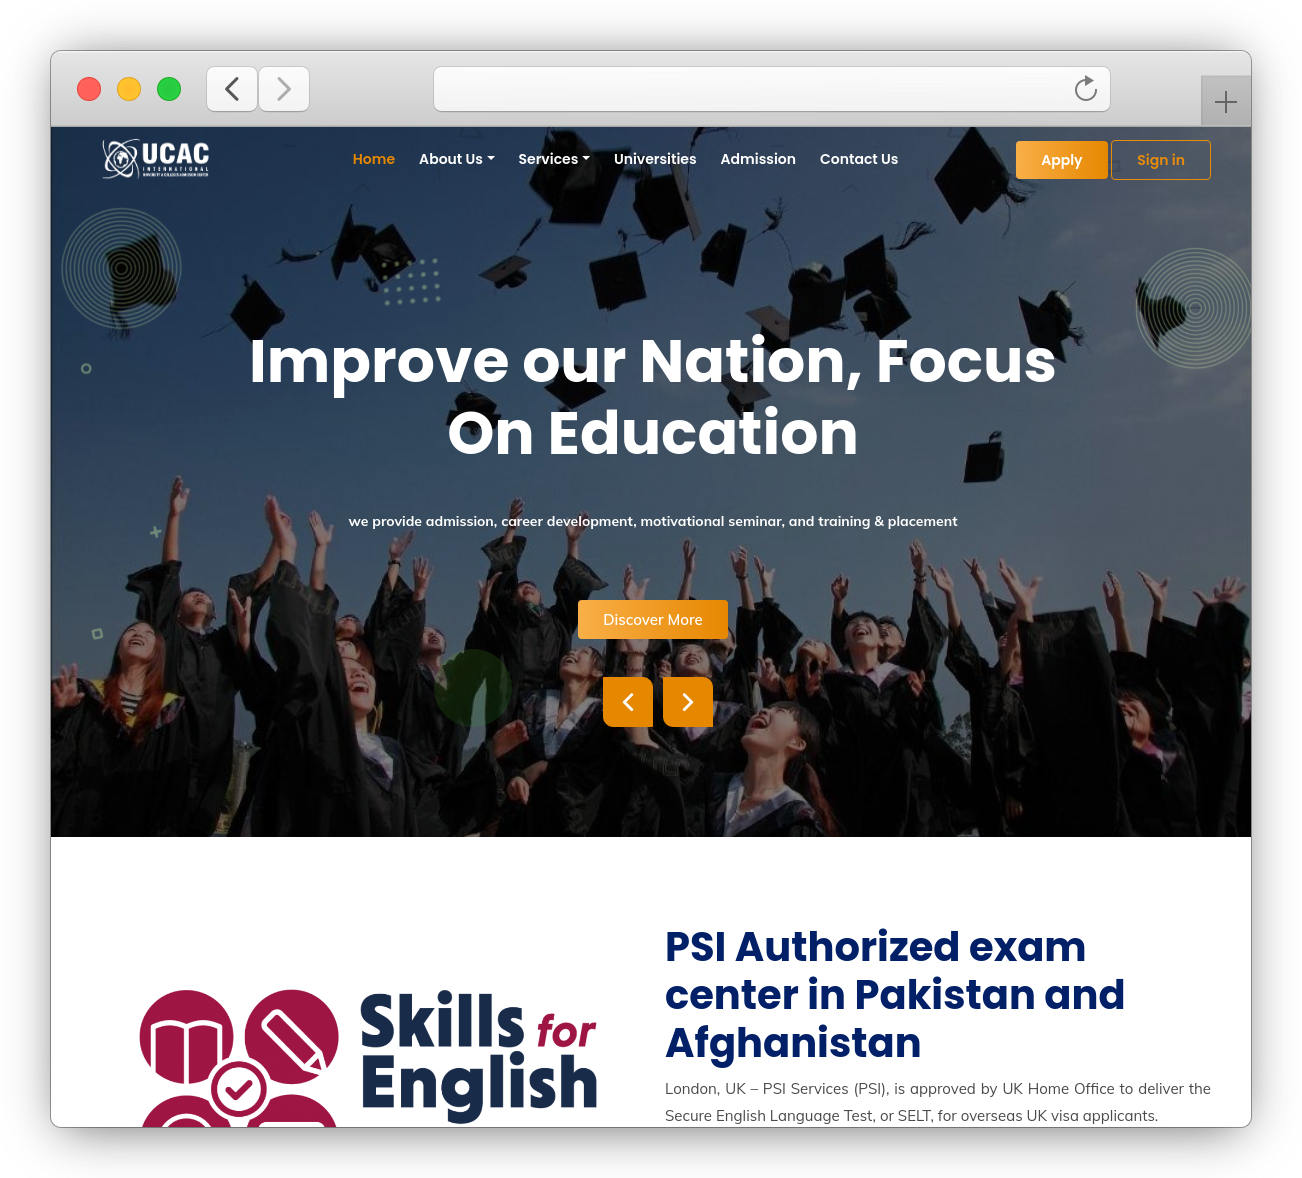 UCAC
INTERNATIONAL
Home
About Us
Services
Universities
Admission
Contact Us
Apply
Sign in
Improve our Nation, Focus
On Education
we provide admission, career development, motivational seminar, and training & placement
Discover More
Skills for
English
PSI Authorized exam
center in Pakistan and
Afghanistan
London, UK – PSI Services (PSI), is approved by UK Home Office to deliver the
Secure English Language Test, or SELT, for overseas UK visa applicants.